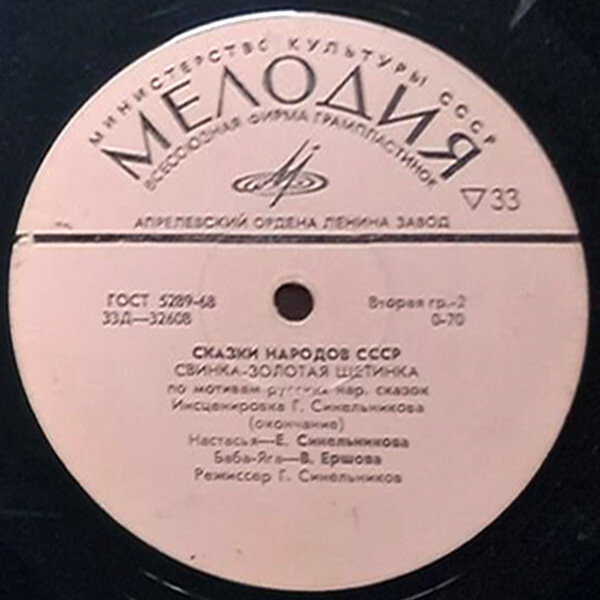 МИНИСТЕРСТВО КУЛЬТУРЫ СССР
МЕЛОДИЯ
ВСЕСОЮЗНАЯ ФИРМА ГРАМПЛАСТИНОК
33
АПРЕЛЕВСКИЙ ОРДЕНА ЛЕНИНА ЗАВОД
ГОСТ 5289-68 Вторая гр.-2
33Д—32608 0-70
СКАЗКИ НАРОДОВ СССР
СВИНКА-ЗОЛОТАЯ ЩЕТИНКА
по мотивам русских нар. сказок
Инсценировка Г. Синельникова
(окончание)
Настасья—Е. Синельникова
Баба-Яга—В. Ершова
Режиссер Г. Синельников